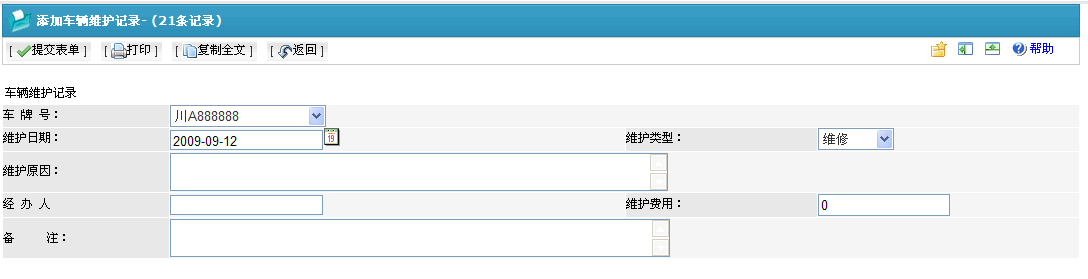 添加车辆维护记录-（21条记录）
[ 提交表单 ] [ 打印 ] [ 复制全文 ] [ 返回 ] 帮助
车辆维护记录
车 牌 号： 川A888888
维护日期： 2009-09-12 19 维护类型： 维修
维护原因：
经 办 人 维护费用： 0
备 注：